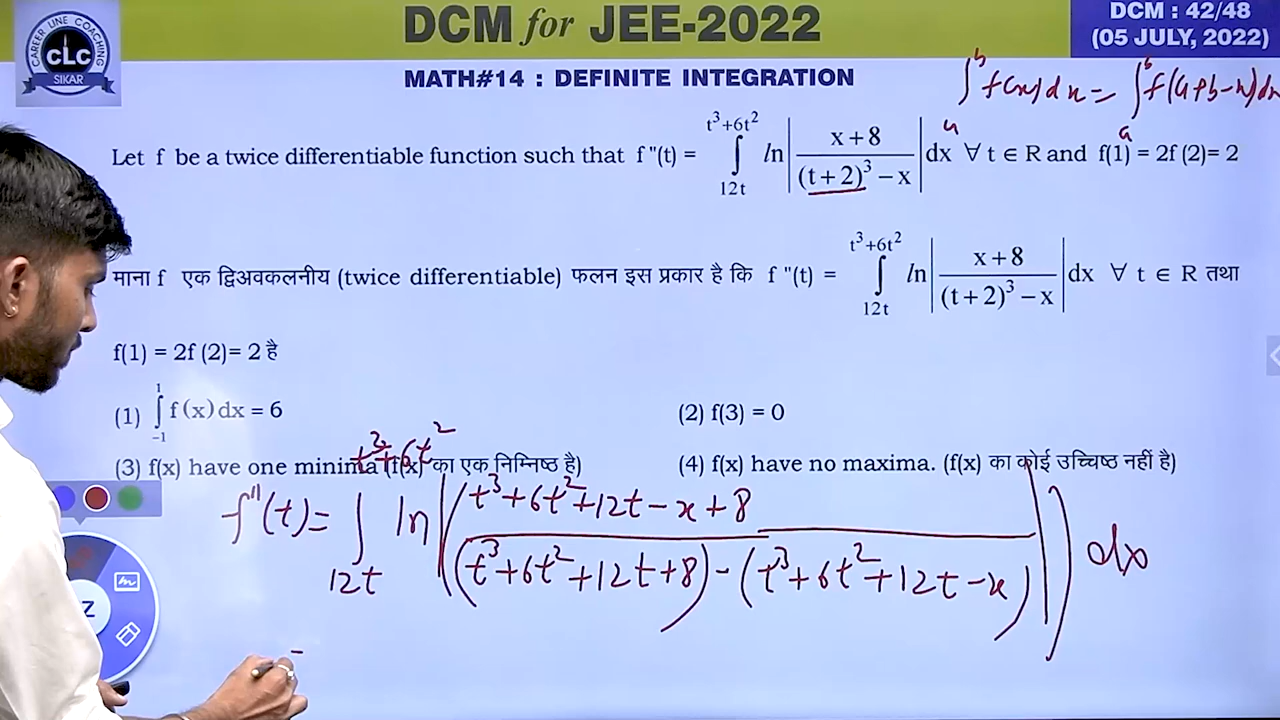 CAREER LINE COACHING
CLC
SIKAR
DCM for JEE-2022
DCM : 42/48
(05 JULY, 2022)
MATH#14 : DEFINITE INTEGRATION
∫_a^b f(x)dx = ∫_a^b f(a+b-x)dx
Let f be a twice differentiable function such that f ''(t) = ∫_{12t}^{t³+6t²} ln|(x+8)/((t+2)³-x)| dx ∀ t ∈ R and f(1) = 2f (2)= 2
माना f एक द्विअवकलनीय (twice differentiable) फलन इस प्रकार है कि f ''(t) = ∫_{12t}^{t³+6t²} ln|(x+8)/((t+2)³-x)| dx ∀ t ∈ R तथा
f(1) = 2f (2)= 2 है
(1) ∫_{-1}^{1} f(x)dx = 6
(2) f(3) = 0
(3) f(x) have one minima (f(x) का एक निम्निष्ठ है)
(4) f(x) have no maxima. (f(x) का कोई उच्चिष्ठ नहीं है)
f''(t) = ∫_{12t}^{t³+6t²} ln(|(t³+6t²+12t-x+8)/((t³+6t²+12t+8)-(t³+6t²+12t-x))|) dx
Z